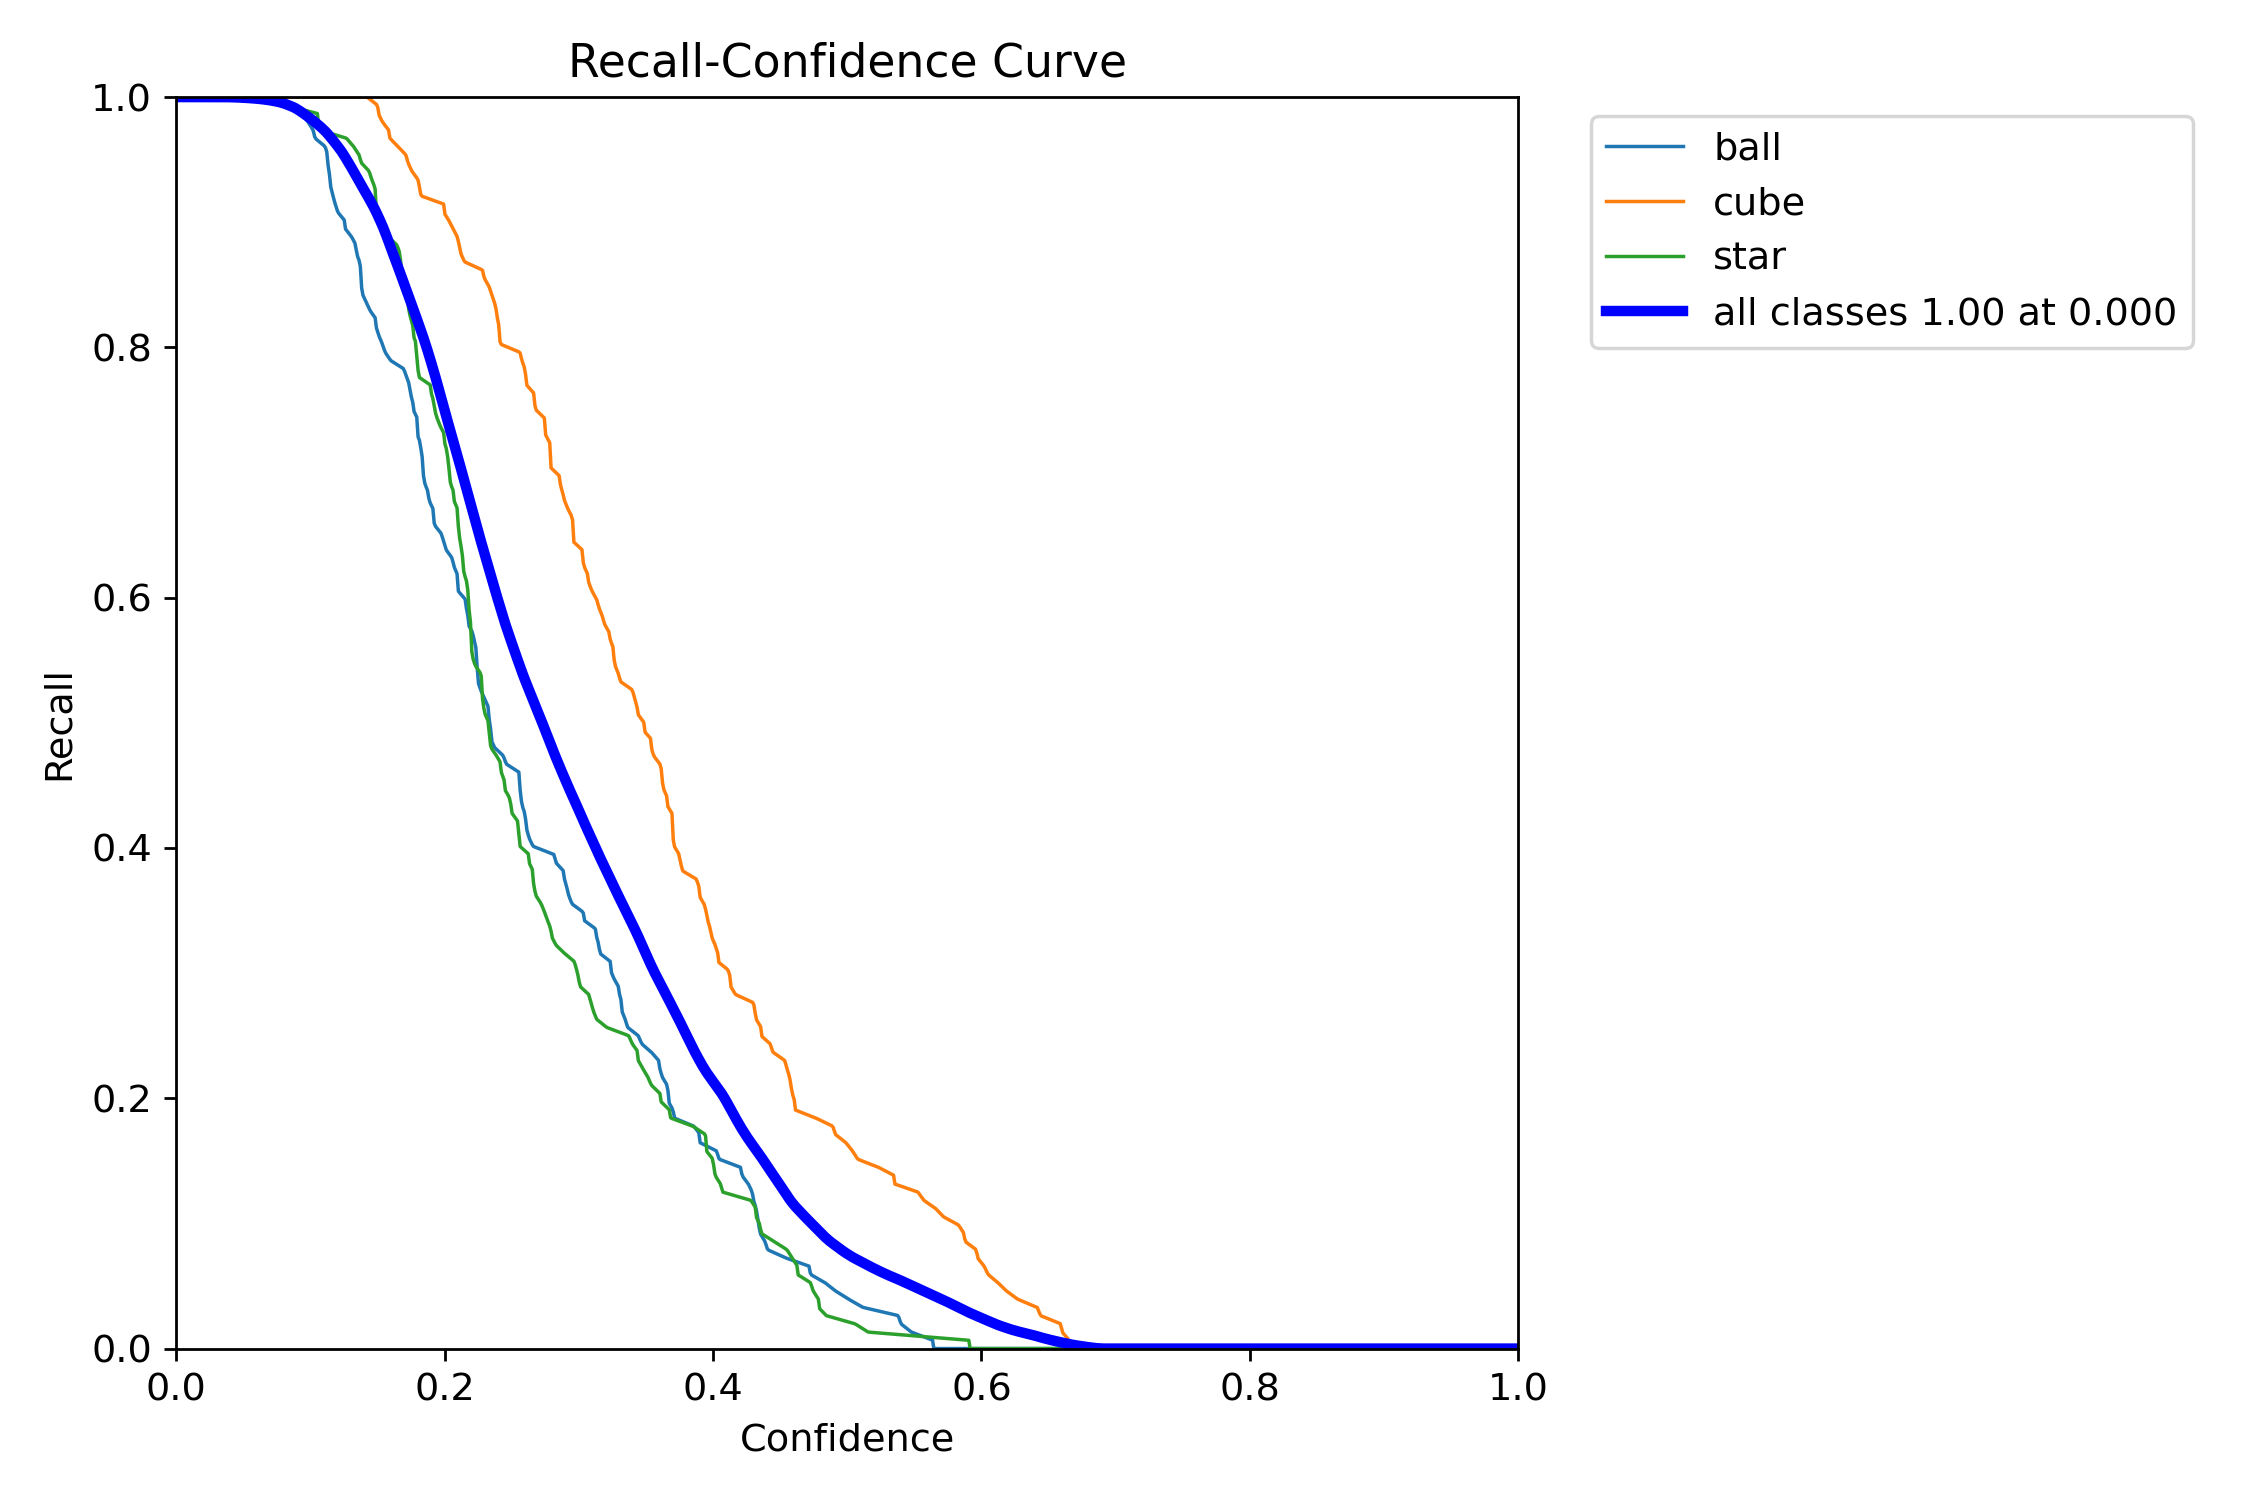 Recall-Confidence Curve
1.0
0.8
0.6
0.4
0.2
0.0
Recall
0.0 0.2 0.4 0.6 0.8 1.0
Confidence
ball
cube
star
all classes 1.00 at 0.000